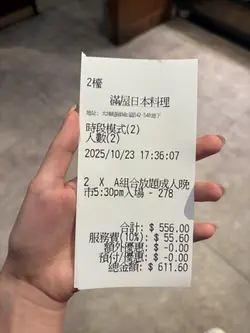 2檯
滿屋日本料理
地址:
時段模式(2)
人數(2)
2025/10/23 17:36:07
2 X A組合放題成人晚
市5:30pm入場 - 278
合計: $ 556.00
服務費(10%): $ 55.60
額外優惠: $ -0.00
預付/優惠: $ -0.00
總金額: $ 611.60